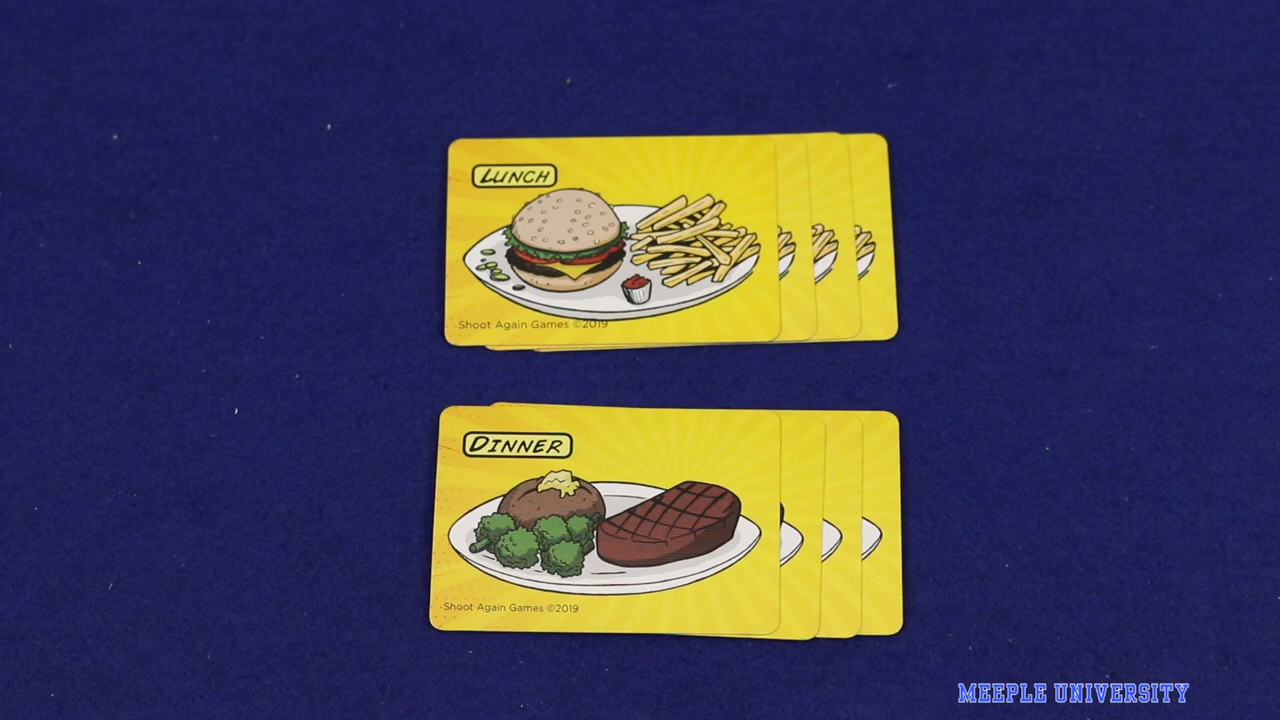 LUNCH
Shoot Again Games ©2019
DINNER
Shoot Again Games ©2019
MEEPLE UNIVERSITY